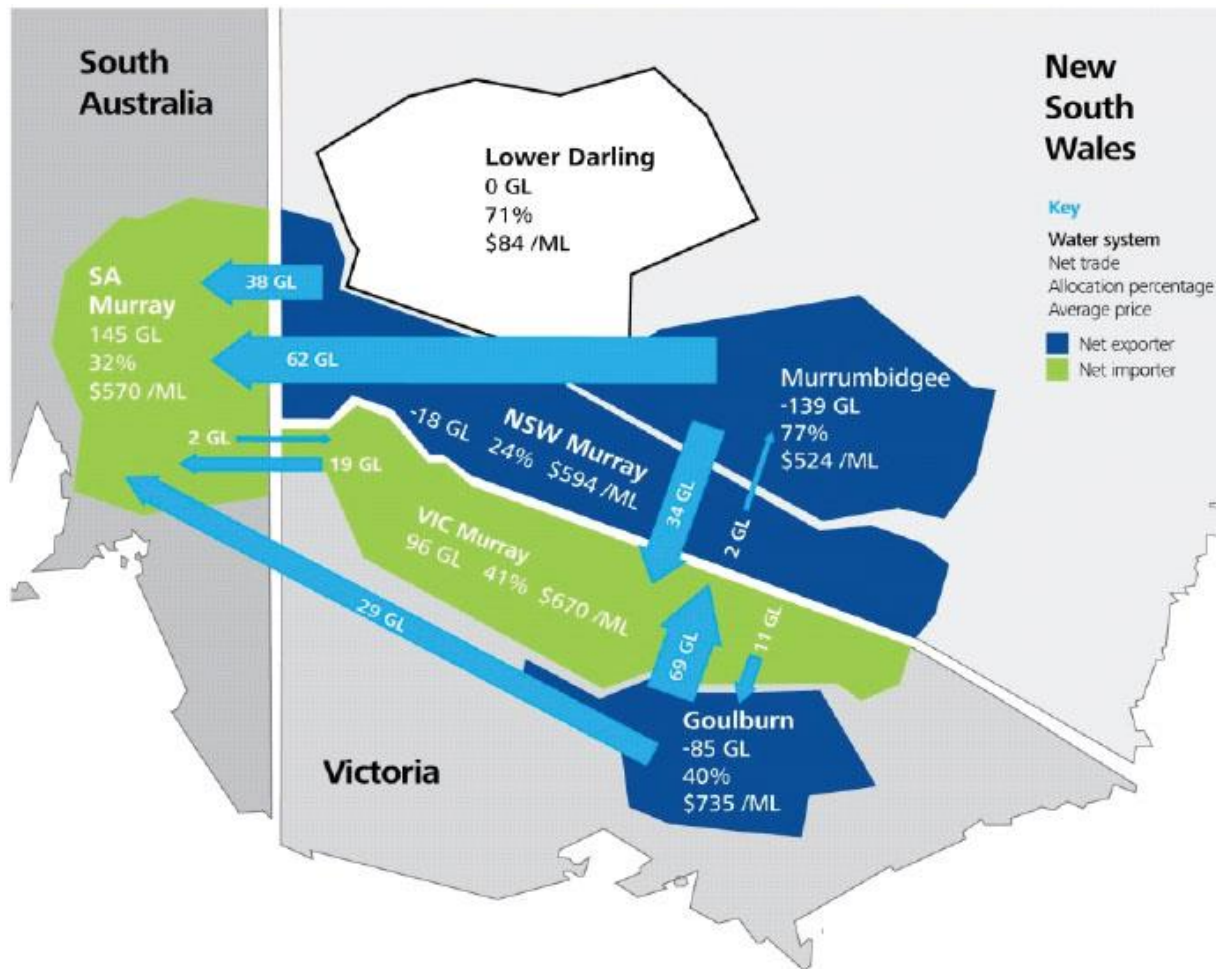 South
Australia
New
South
Wales
Key
Water system
Net trade
Allocation percentage
Average price
Net exporter
Net importer
Lower Darling
0 GL
71%
$84 /ML
SA
Murray
145 GL
32%
$570 /ML
38 GL
62 GL
Murrumbidgee
-139 GL
77%
$524 /ML
NSW Murray
-18 GL 24% $594 /ML
2 GL
19 GL
34 GL
2 GL
VIC Murray
96 GL 41% $670 /ML
29 GL
69 GL
11 GL
Goulburn
-85 GL
40%
$735 /ML
Victoria